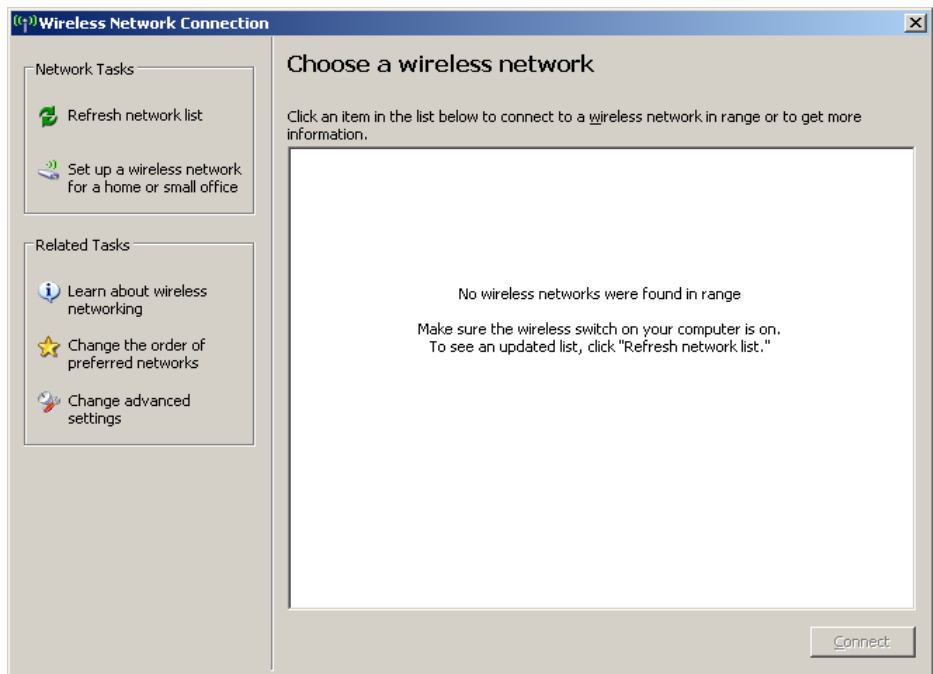 Wireless Network Connection
Network Tasks
Refresh network list
Set up a wireless network
for a home or small office
Related Tasks
Learn about wireless
networking
Change the order of
preferred networks
Change advanced
settings
Choose a wireless network
Click an item in the list below to connect to a wireless network in range or to get more
information.
No wireless networks were found in range
Make sure the wireless switch on your computer is on.
To see an updated list, click "Refresh network list."
Connect